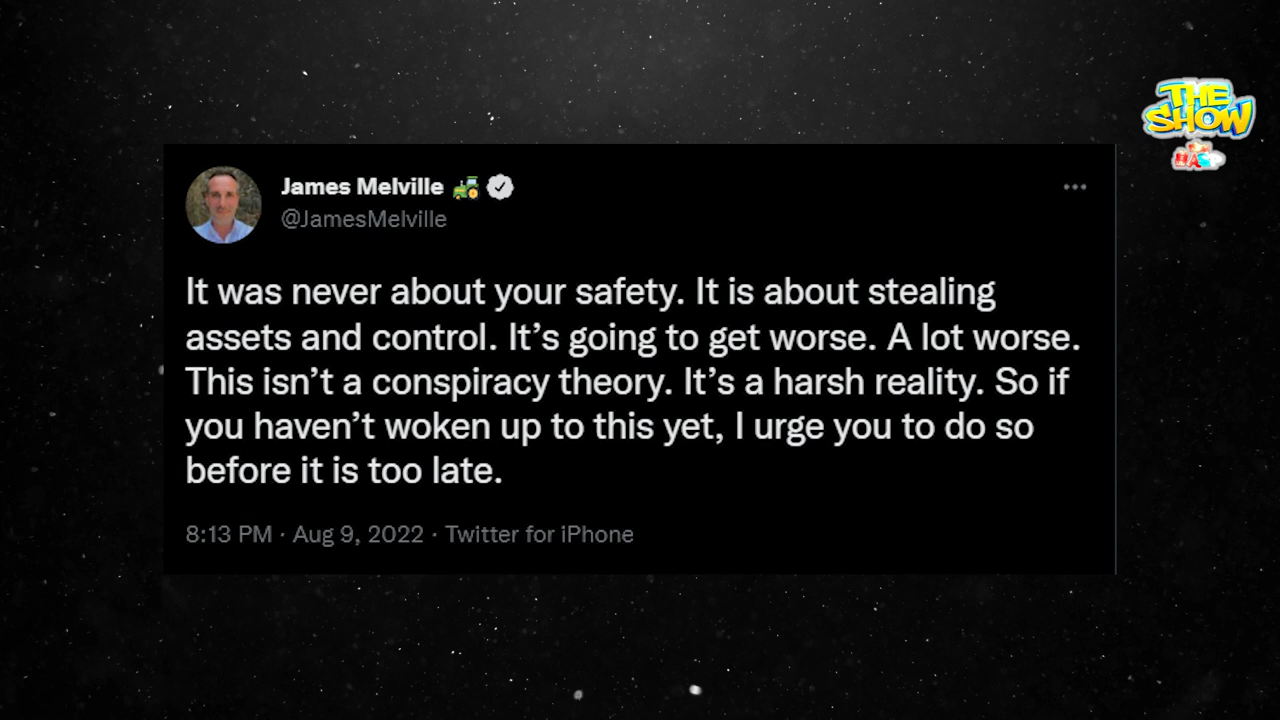 THE
SHOW
James Melville 🚜
@JamesMelville
It was never about your safety. It is about stealing
assets and control. It’s going to get worse. A lot worse.
This isn’t a conspiracy theory. It’s a harsh reality. So if
you haven’t woken up to this yet, I urge you to do so
before it is too late.
8:13 PM · Aug 9, 2022 · Twitter for iPhone